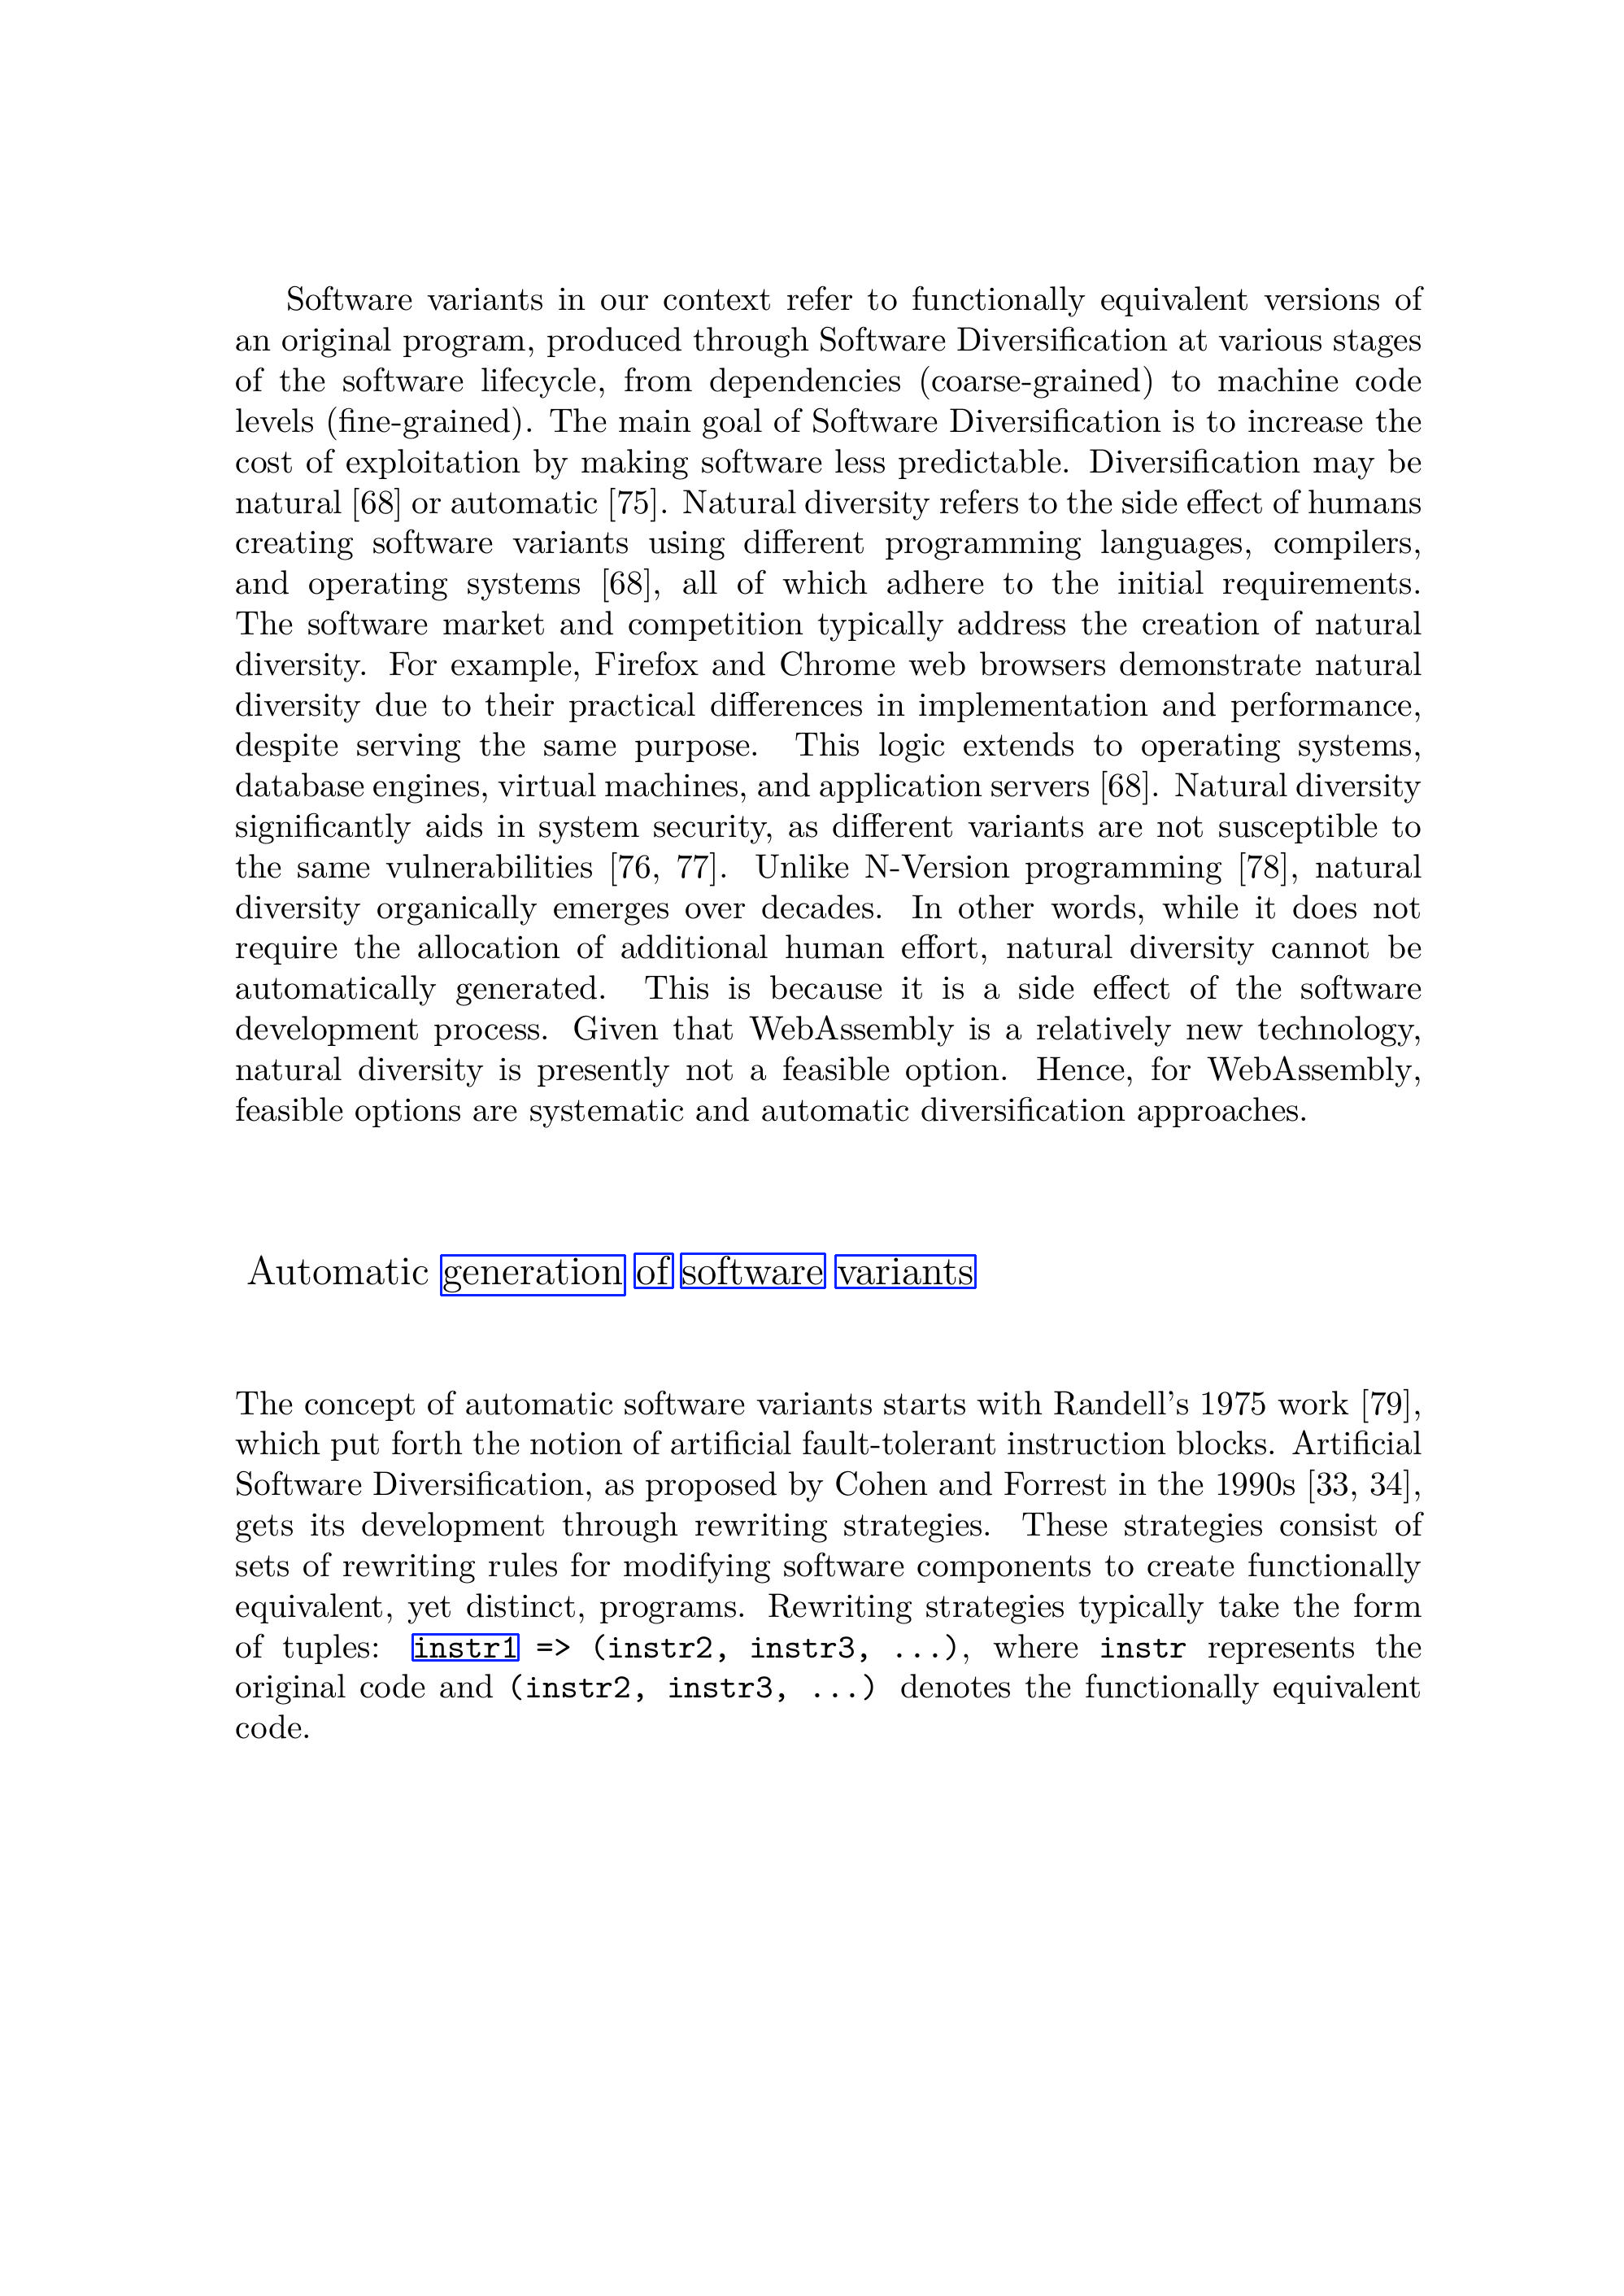 Software variants in our context refer to functionally equivalent versions of
an original program, produced through Software Diversification at various stages
of the software lifecycle, from dependencies (coarse-grained) to machine code
levels (fine-grained). The main goal of Software Diversification is to increase the
cost of exploitation by making software less predictable. Diversification may be
natural [68] or automatic [75]. Natural diversity refers to the side effect of humans
creating software variants using different programming languages, compilers,
and operating systems [68], all of which adhere to the initial requirements.
The software market and competition typically address the creation of natural
diversity. For example, Firefox and Chrome web browsers demonstrate natural
diversity due to their practical differences in implementation and performance,
despite serving the same purpose. This logic extends to operating systems,
database engines, virtual machines, and application servers [68]. Natural diversity
significantly aids in system security, as different variants are not susceptible to
the same vulnerabilities [76, 77]. Unlike N-Version programming [78], natural
diversity organically emerges over decades. In other words, while it does not
require the allocation of additional human effort, natural diversity cannot be
automatically generated. This is because it is a side effect of the software
development process. Given that WebAssembly is a relatively new technology,
natural diversity is presently not a feasible option. Hence, for WebAssembly,
feasible options are systematic and automatic diversification approaches.
Automatic generation of software variants
The concept of automatic software variants starts with Randell's 1975 work [79],
which put forth the notion of artificial fault-tolerant instruction blocks. Artificial
Software Diversification, as proposed by Cohen and Forrest in the 1990s [33, 34],
gets its development through rewriting strategies. These strategies consist of
sets of rewriting rules for modifying software components to create functionally
equivalent, yet distinct, programs. Rewriting strategies typically take the form
of tuples: instr1 => (instr2, instr3, ...), where instr represents the
original code and (instr2, instr3, ...) denotes the functionally equivalent
code.